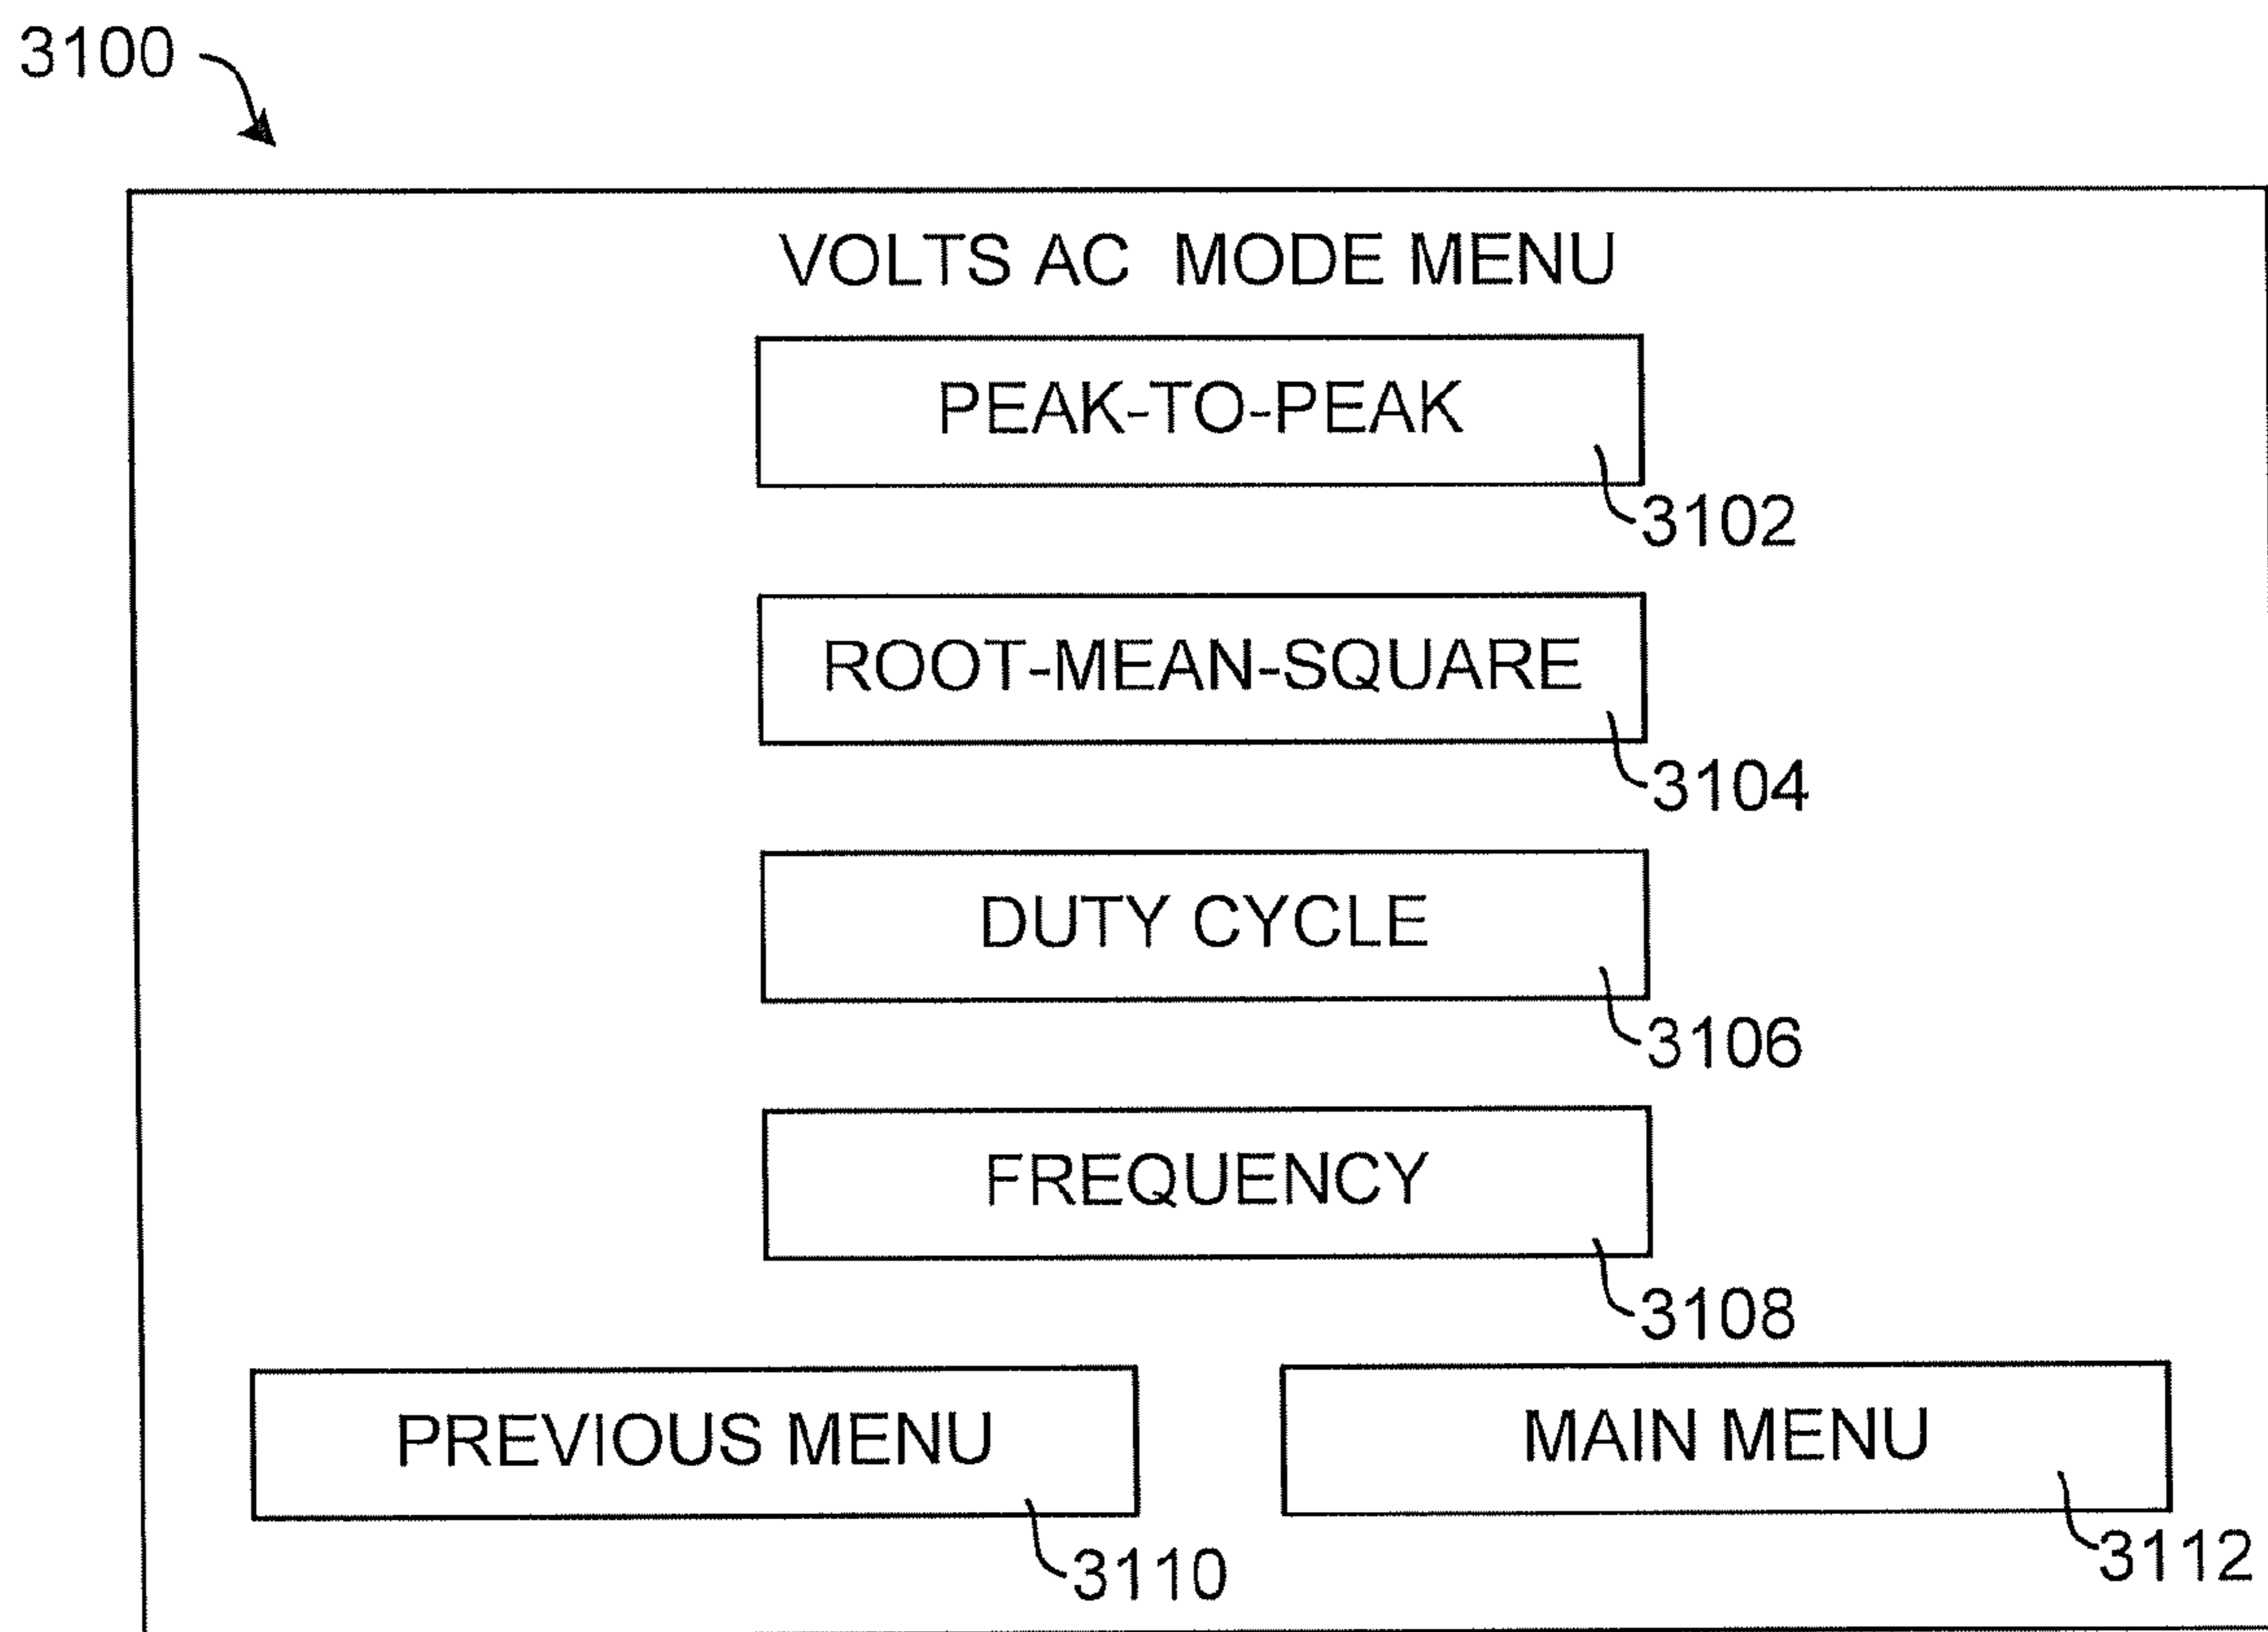 3100
VOLTS AC MODE MENU
PEAK-TO-PEAK
3102
ROOT-MEAN-SQUARE
3104
DUTY CYCLE
3106
FREQUENCY
3108
PREVIOUS MENU
3110
MAIN MENU
3112